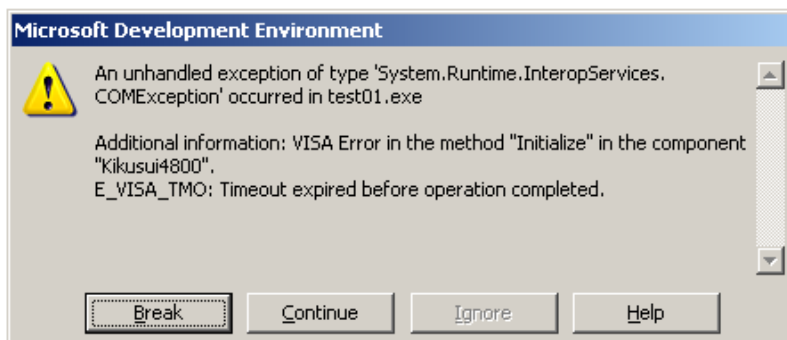 Microsoft Development Environment
An unhandled exception of type 'System.Runtime.InteropServices.
COMException' occurred in test01.exe
Additional information: VISA Error in the method "Initialize" in the component
"Kikusui4800".
E_VISA_TMO: Timeout expired before operation completed.
Break Continue Ignore Help